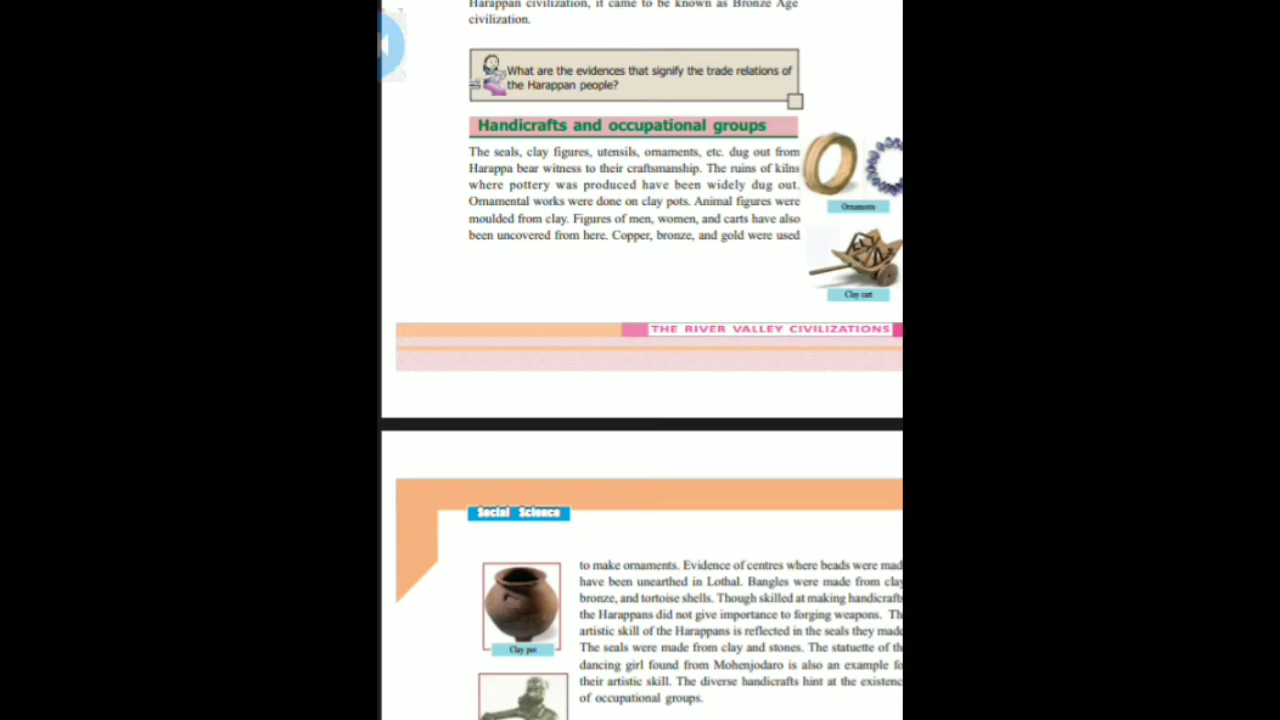 Harappan civilization, it came to be known as Bronze Age
civilization.
What are the evidences that signify the trade relations of
the Harappan people?
Handicrafts and occupational groups
The seals, clay figures, utensils, ornaments, etc. dug out from
Harappa bear witness to their craftsmanship. The ruins of kilns
where pottery was produced have been widely dug out.
Ornamental works were done on clay pots. Animal figures were
moulded from clay. Figures of men, women, and carts have also
been uncovered from here. Copper, bronze, and gold were used
Ornaments
Clay cart
THE RIVER VALLEY CIVILIZATIONS
Social Science
to make ornaments. Evidence of centres where beads were mad
have been unearthed in Lothal. Bangles were made from clay
bronze, and tortoise shells. Though skilled at making handicrafts
the Harappans did not give importance to forging weapons. Th
artistic skill of the Harappans is reflected in the seals they made
The seals were made from clay and stones. The statuette of th
dancing girl found from Mohenjodaro is also an example fo
their artistic skill. The diverse handicrafts hint at the existenc
of occupational groups.
Clay pot